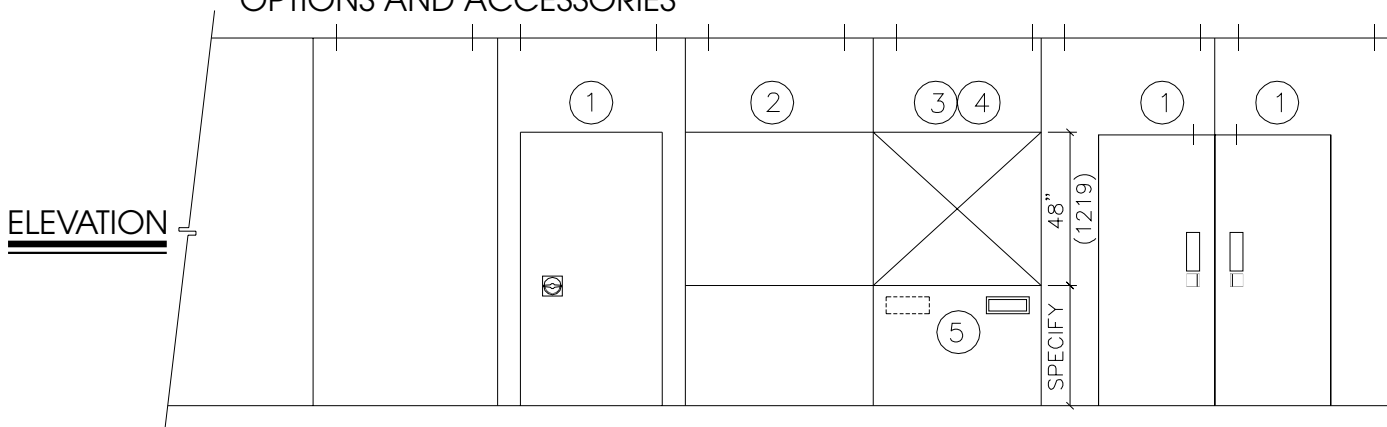 OPTIONS AND ACCESSORIES
1 2 3 4 1 1
ELEVATION
48"
(1219)
5
SPECIFY